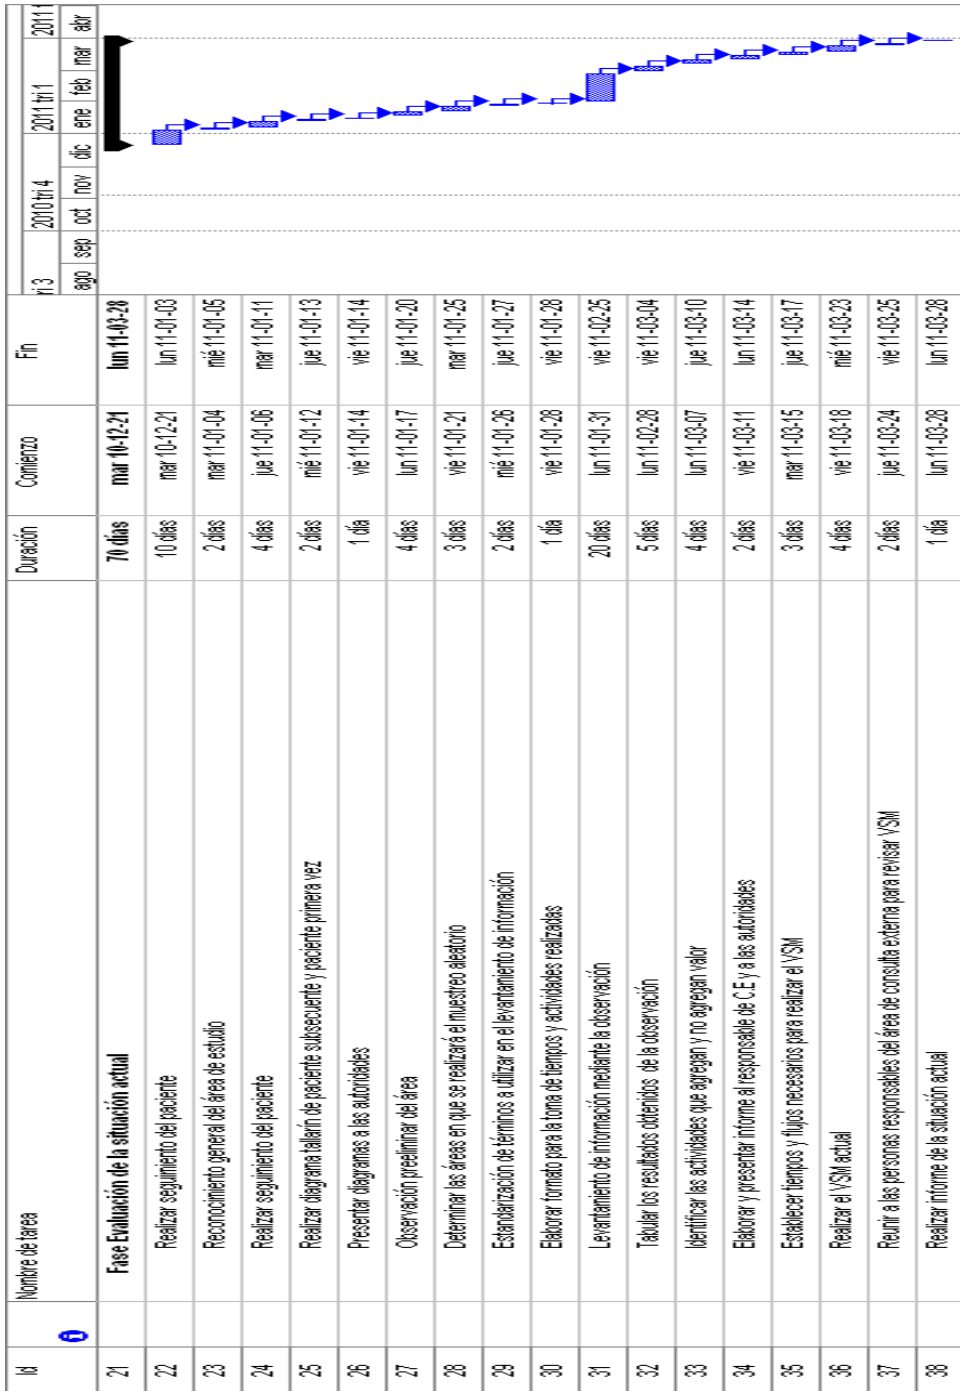 Id Nombre de tarea Duración Comienzo Fin ri 3 2010 tri 4 2011 tri 1 2011 t
ago sep oct nov dic ene feb mar abr
21 Fase Evaluación de la situación actual 70 días mar 10-12-21 lun 11-03-28
22 Realizar seguimiento del paciente 10 días mar 10-12-21 lun 11-01-03
23 Reconocimiento general del área de estudio 2 días mar 11-01-04 mié 11-01-05
24 Realizar seguimiento del paciente 4 días jue 11-01-06 mar 11-01-11
25 Realizar diagrama tallarín de paciente subsecuente y paciente primera vez 2 días mié 11-01-12 jue 11-01-13
26 Presentar diagramas a las autoridades 1 día vie 11-01-14 vie 11-01-14
27 Observación preeliminar del área 4 días lun 11-01-17 jue 11-01-20
28 Determinar las áreas en que se realizará el muestreo aleatorio 3 días vie 11-01-21 mar 11-01-25
29 Estandarización de términos a utilizar en el levantamiento de información 2 días mié 11-01-26 jue 11-01-27
30 Elaborar formato para la toma de tiempos y actividades realizadas 1 día vie 11-01-28 vie 11-01-28
31 Levantamiento de información mediante la observación 20 días lun 11-01-31 vie 11-02-25
32 Tabular los resultados obtenidos de la observación 5 días lun 11-02-28 vie 11-03-04
33 Identificar las actividades que agregan y no agregan valor 4 días lun 11-03-07 jue 11-03-10
34 Elaborar y presentar informe al responsable de C.E y a las autoridades 2 días vie 11-03-11 lun 11-03-14
35 Establecer tiempos y flujos necesarios para realizar el VSM 3 días mar 11-03-15 jue 11-03-17
36 Realizar el VSM actual 4 días vie 11-03-18 mié 11-03-23
37 Reunir a las personas responsables del área de consulta externa para revisar VSM 2 días jue 11-03-24 vie 11-03-25
38 Realizar informe de la situación actual 1 día lun 11-03-28 lun 11-03-28